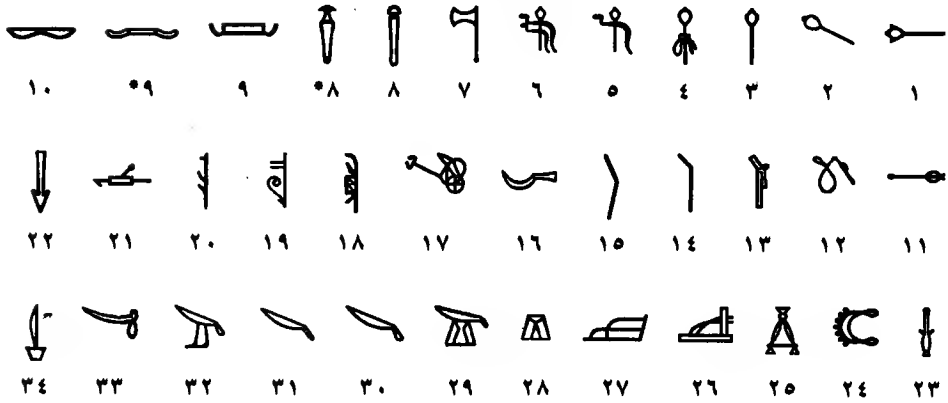 ١ ٢ ٣ ٤ ٥ ٦ ٧ ٨ ٨* ٩ ٩* ١٠
١١ ١٢ ١٣ ١٤ ١٥ ١٦ ١٧ ١٨ ١٩ ٢٠ ٢١ ٢٢
٢٣ ٢٤ ٢٥ ٢٦ ٢٧ ٢٨ ٢٩ ٣٠ ٣١ ٣٢ ٣٣ ٣٤